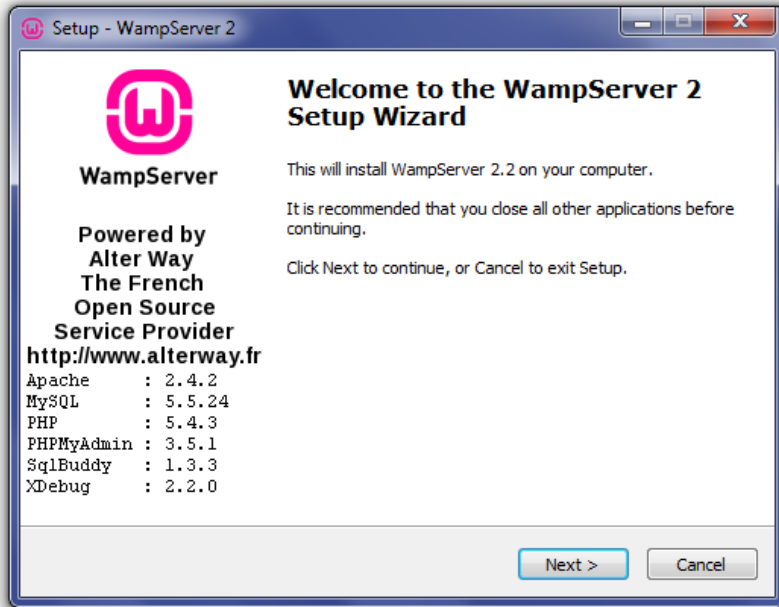 Setup - WampServer 2
WampServer
Powered by
Alter Way
The French
Open Source
Service Provider
http://www.alterway.fr
Apache : 2.4.2
MySQL : 5.5.24
PHP : 5.4.3
PHPMyAdmin : 3.5.1
SqlBuddy : 1.3.3
XDebug : 2.2.0
Welcome to the WampServer 2
Setup Wizard
This will install WampServer 2.2 on your computer.
It is recommended that you close all other applications before
continuing.
Click Next to continue, or Cancel to exit Setup.
Next >
Cancel